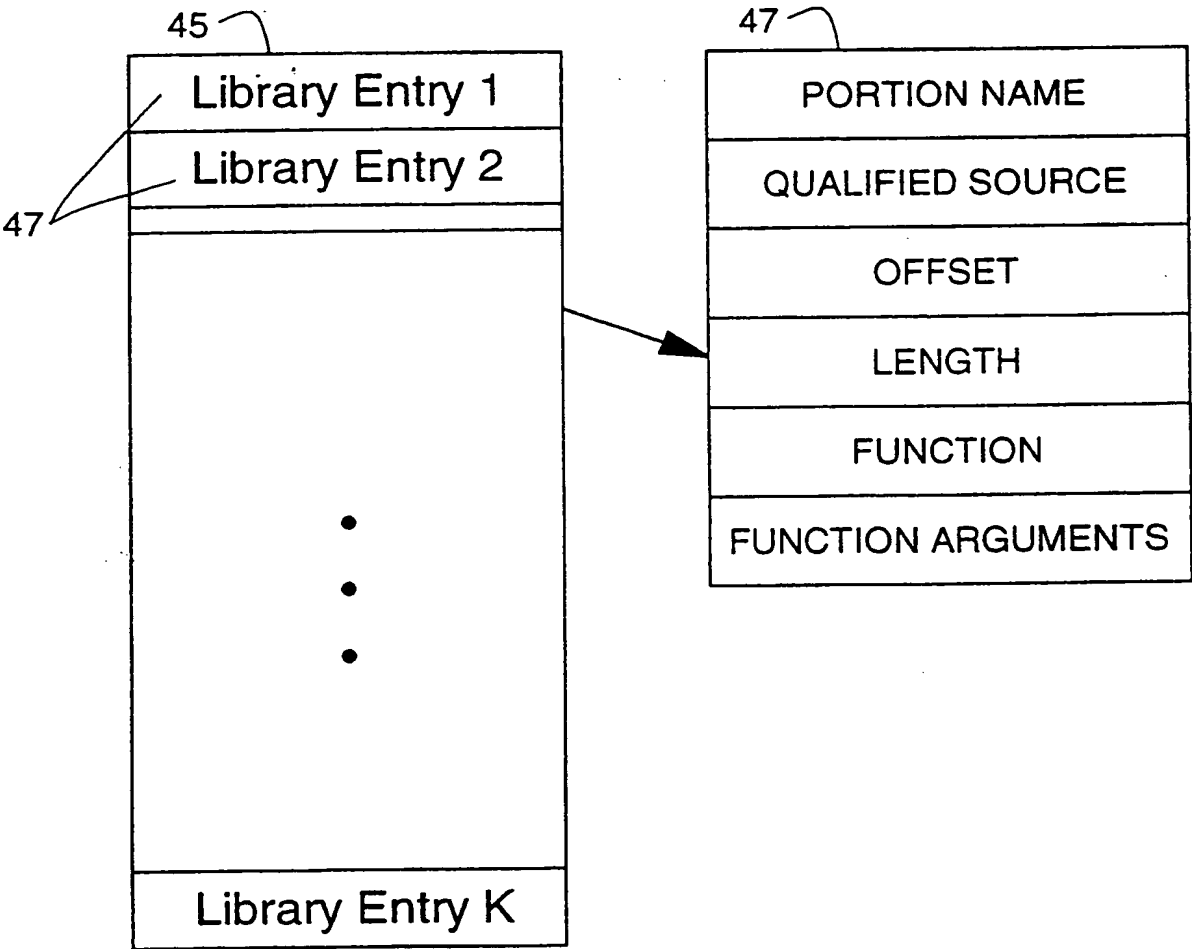 45
Library Entry 1
Library Entry 2
47
Library Entry K
47
PORTION NAME
QUALIFIED SOURCE
OFFSET
LENGTH
FUNCTION
FUNCTION ARGUMENTS